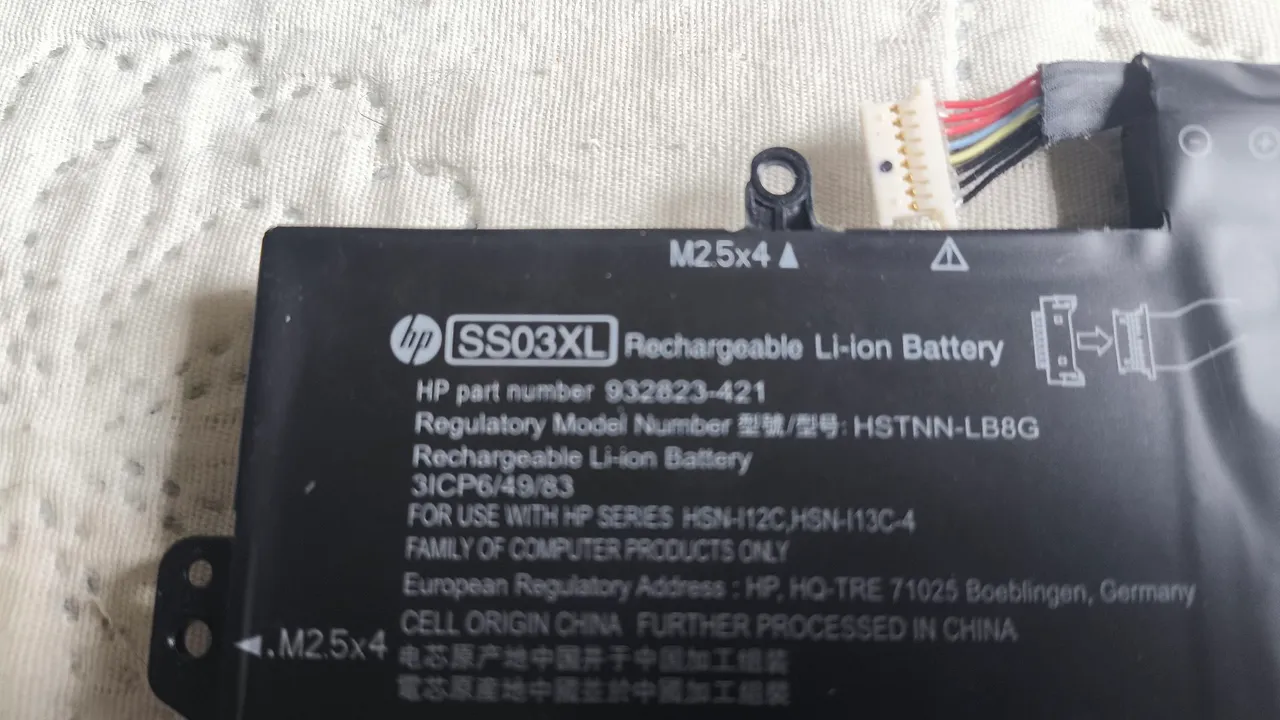 M2.5x4
hp SS03XL Rechargeable Li-ion Battery
HP part number 932823-421
Regulatory Model Number 型號/型号: HSTNN-LB8G
Rechargeable Li-ion Battery
3ICP6/49/83
FOR USE WITH HP SERIES HSN-I12C,HSN-I13C-4
FAMILY OF COMPUTER PRODUCTS ONLY
European Regulatory Address : HP, HQ-TRE 71025 Boeblingen, Germany
CELL ORIGIN CHINA FURTHER PROCESSED IN CHINA
.M2.5x4
电芯原产地中国并于中国加工组装
電芯原產地中國並於中國加工組裝